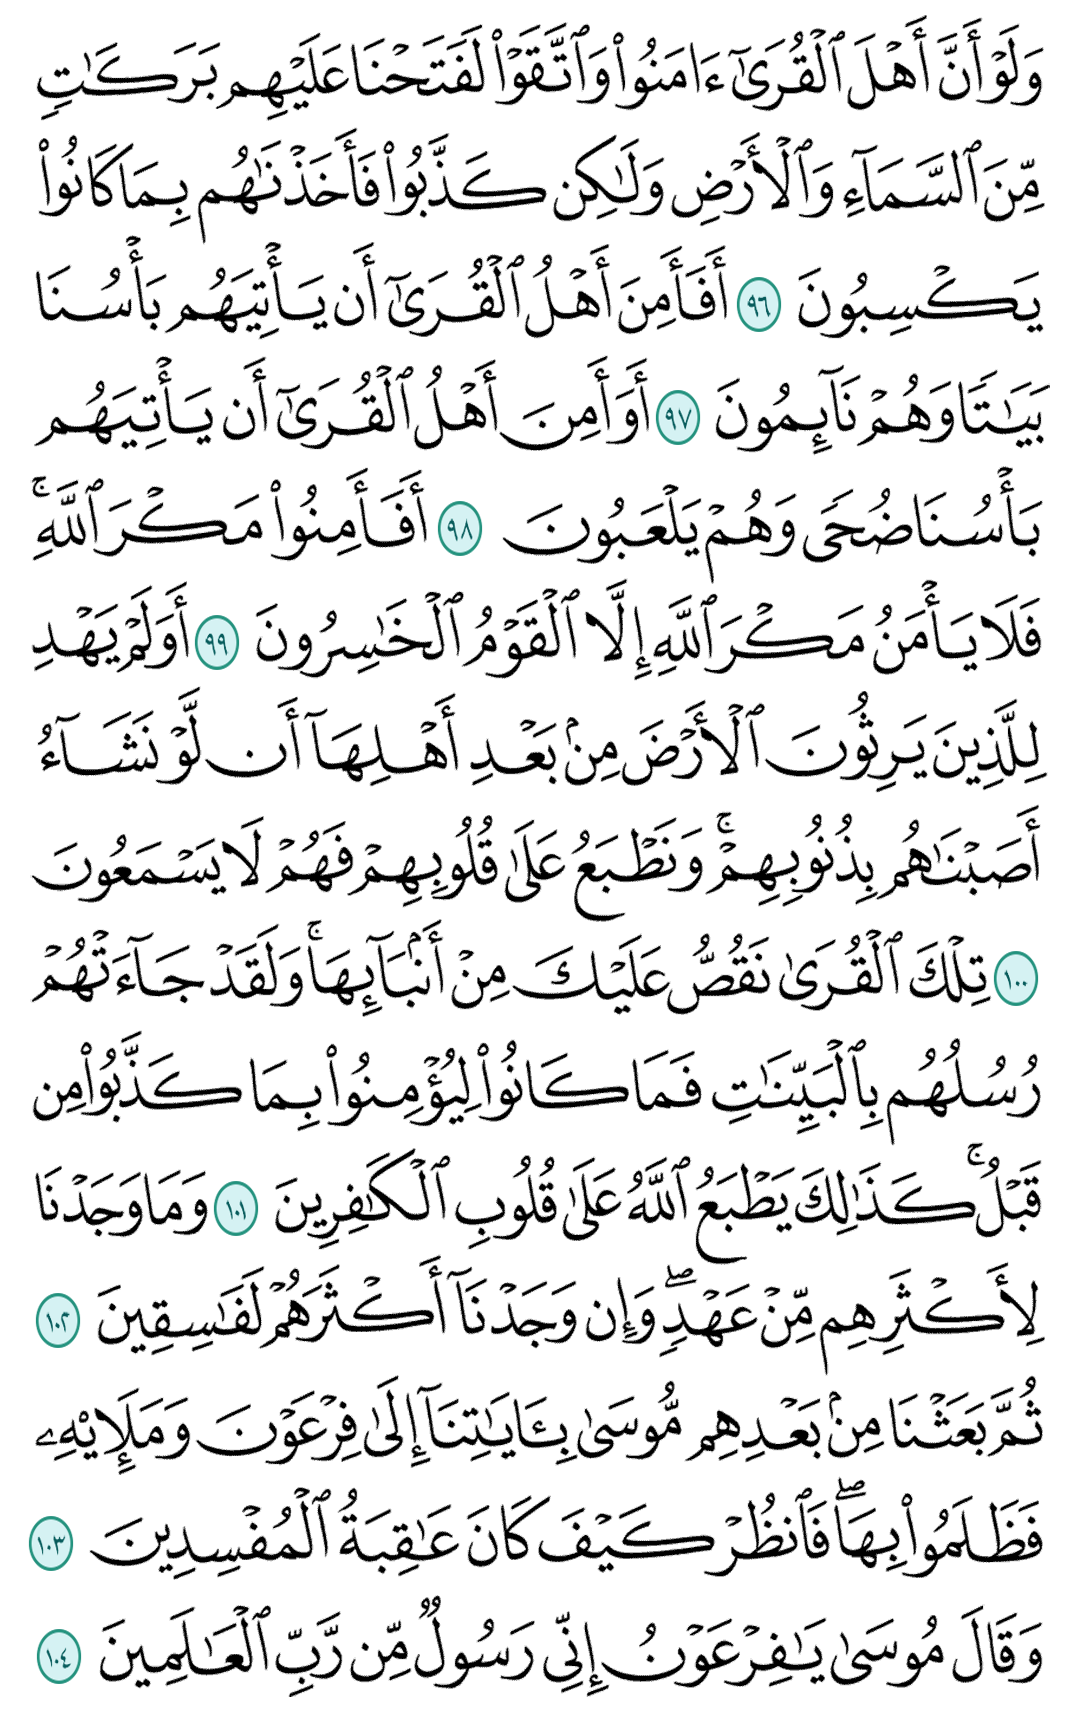 وَلَوۡ أَنَّ أَهۡلَ ٱلۡقُرَىٰٓ ءَامَنُواْ وَٱتَّقَوۡاْ لَفَتَحۡنَا عَلَيۡهِم بَرَكَٰتٖ
مِّنَ ٱلسَّمَآءِ وَٱلۡأَرۡضِ وَلَٰكِن كَذَّبُواْ فَأَخَذۡنَٰهُم بِمَا كَانُواْ
يَكۡسِبُونَ ٩٦ أَفَأَمِنَ أَهۡلُ ٱلۡقُرَىٰٓ أَن يَأۡتِيَهُم بَأۡسُنَا
بَيَٰتٗا وَهُمۡ نَآئِمُونَ ٩٧ أَوَأَمِنَ أَهۡلُ ٱلۡقُرَىٰٓ أَن يَأۡتِيَهُم
بَأۡسُنَا ضُحٗى وَهُمۡ يَلۡعَبُونَ ٩٨ أَفَأَمِنُواْ مَكۡرَ ٱللَّهِۚ
فَلَا يَأۡمَنُ مَكۡرَ ٱللَّهِ إِلَّا ٱلۡقَوۡمُ ٱلۡخَٰسِرُونَ ٩٩ أَوَلَمۡ يَهۡدِ
لِلَّذِينَ يَرِثُونَ ٱلۡأَرۡضَ مِنۢ بَعۡدِ أَهۡلِهَآ أَن لَّوۡ نَشَآءُ
أَصَبۡنَٰهُم بِذُنُوبِهِمۡۚ وَنَطۡبَعُ عَلَىٰ قُلُوبِهِمۡ فَهُمۡ لَا يَسۡمَعُونَ
١٠٠ تِلۡكَ ٱلۡقُرَىٰ نَقُصُّ عَلَيۡكَ مِنۡ أَنۢبَآئِهَاۚ وَلَقَدۡ جَآءَتۡهُمۡ
رُسُلُهُم بِٱلۡبَيِّنَٰتِ فَمَا كَانُواْ لِيُؤۡمِنُواْ بِمَا كَذَّبُواْ مِن
قَبۡلُۚ كَذَٰلِكَ يَطۡبَعُ ٱللَّهُ عَلَىٰ قُلُوبِ ٱلۡكَٰفِرِينَ ١٠١ وَمَا وَجَدۡنَا
لِأَكۡثَرِهِم مِّنۡ عَهۡدٖۖ وَإِن وَجَدۡنَآ أَكۡثَرَهُمۡ لَفَٰسِقِينَ ١٠٢
ثُمَّ بَعَثۡنَا مِنۢ بَعۡدِهِم مُّوسَىٰ بِـَٔايَٰتِنَآ إِلَىٰ فِرۡعَوۡنَ وَمَلَإِيْهِۦ
فَظَلَمُواْ بِهَاۖ فَٱنظُرۡ كَيۡفَ كَانَ عَٰقِبَةُ ٱلۡمُفۡسِدِينَ ١٠٣
وَقَالَ مُوسَىٰ يَٰفِرۡعَوۡنُ إِنِّي رَسُولٞ مِّن رَّبِّ ٱلۡعَٰلَمِينَ ١٠٤